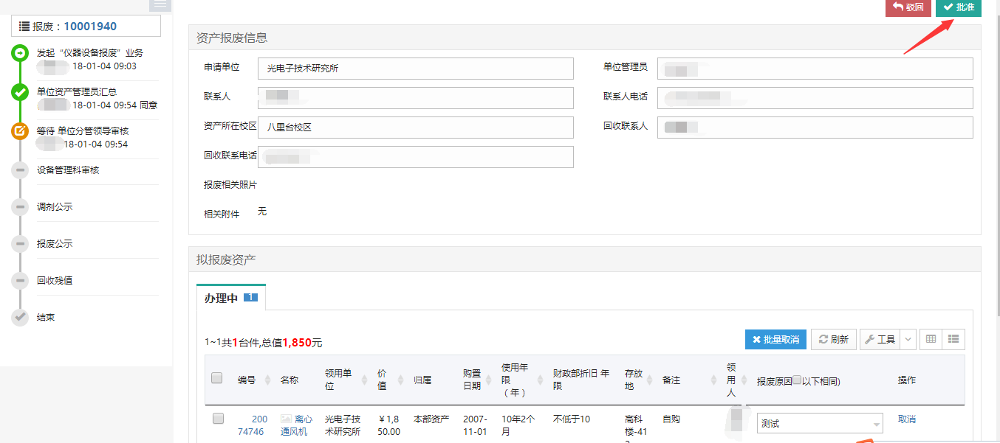 驳回
批准
报废：10001940
发起“仪器设备报废”业务
18-01-04 09:03
单位资产管理员汇总
18-01-04 09:54 同意
等待 单位分管领导审核
18-01-04 09:54
设备管理科审核
调剂公示
报废公示
回收残值
结束
资产报废信息
申请单位 光电子技术研究所 单位管理员
联系人 联系人电话
资产所在校区 八里台校区 回收联系人
回收联系电话
报废相关照片
相关附件 无
拟报废资产
办理中 1
1~1共1台件,总值1,850元
批量取消 刷新 工具
编号
名称
领用单
位
价
值
归属
购置
日期
使用年
限
（年）
财政部折旧 年
限
存放
地
备注
领
用
人
报废原因 以下相同)
操作
200
74746
离心
通风机
光电子技
术研究所
￥1,8
50.00
本部资产
2007-
11-01
10年2个
月
不低于10
高科
楼-41
自购
测试
取消